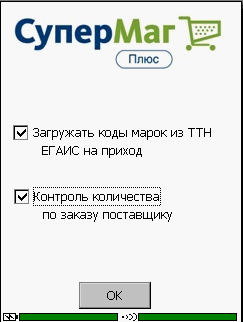 СуперМаг
Плюс
Загружать коды марок из ТТН
ЕГАИС на приход
Контроль количества
по заказу поставщику
OK